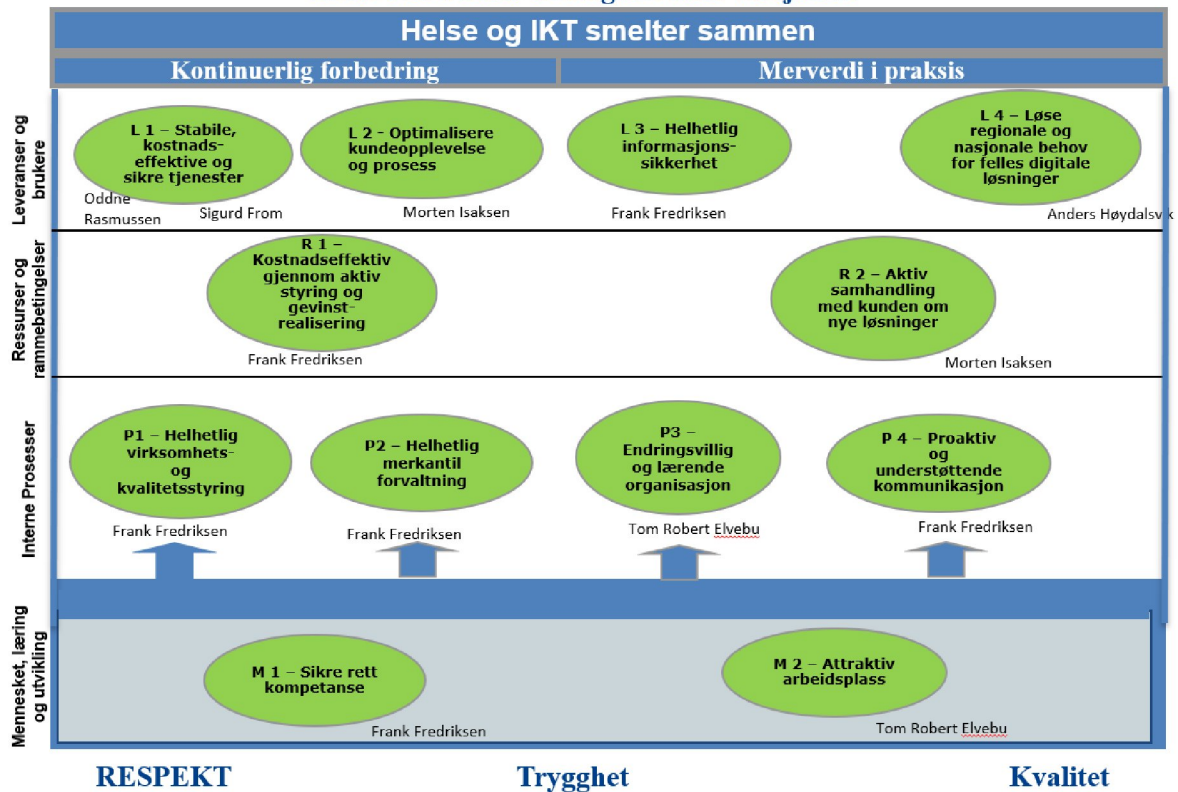 Helse og IKT smelter sammen
Kontinuerlig forbedring
Merverdi i praksis
Leveranser og
brukere
L 1 – Stabile,
kostnads-
effektive og
sikre tjenester
Oddne
Rasmussen
Sigurd From
L 2 - Optimalisere
kundeopplevelse
og prosess
Morten Isaksen
L 3 – Helhetlig
informasjons-
sikkerhet
Frank Fredriksen
L 4 – Løse
regionale og
nasjonale behov
for felles digitale
løsninger
Anders Høydalsvik
Ressurser og
rammebetingelser
R 1 –
Kostnadseffektiv
gjennom aktiv
styring og
gevinst-
realisering
Frank Fredriksen
R 2 – Aktiv
samhandling
med kunden om
nye løsninger
Morten Isaksen
Interne Prosesser
P1 – Helhetlig
virksomhets-
og
kvalitetsstyring
Frank Fredriksen
P2 – Helhetlig
merkantil
forvaltning
Frank Fredriksen
P3 –
Endringsvillig
og lærende
organisasjon
Tom Robert Elvebu
P 4 – Proaktiv
og
understøttende
kommunikasjon
Frank Fredriksen
Mennesket, læring
og utvikling
M 1 – Sikre rett
kompetanse
Frank Fredriksen
M 2 – Attraktiv
arbeidsplass
Tom Robert Elvebu
RESPEKT
Trygghet
Kvalitet